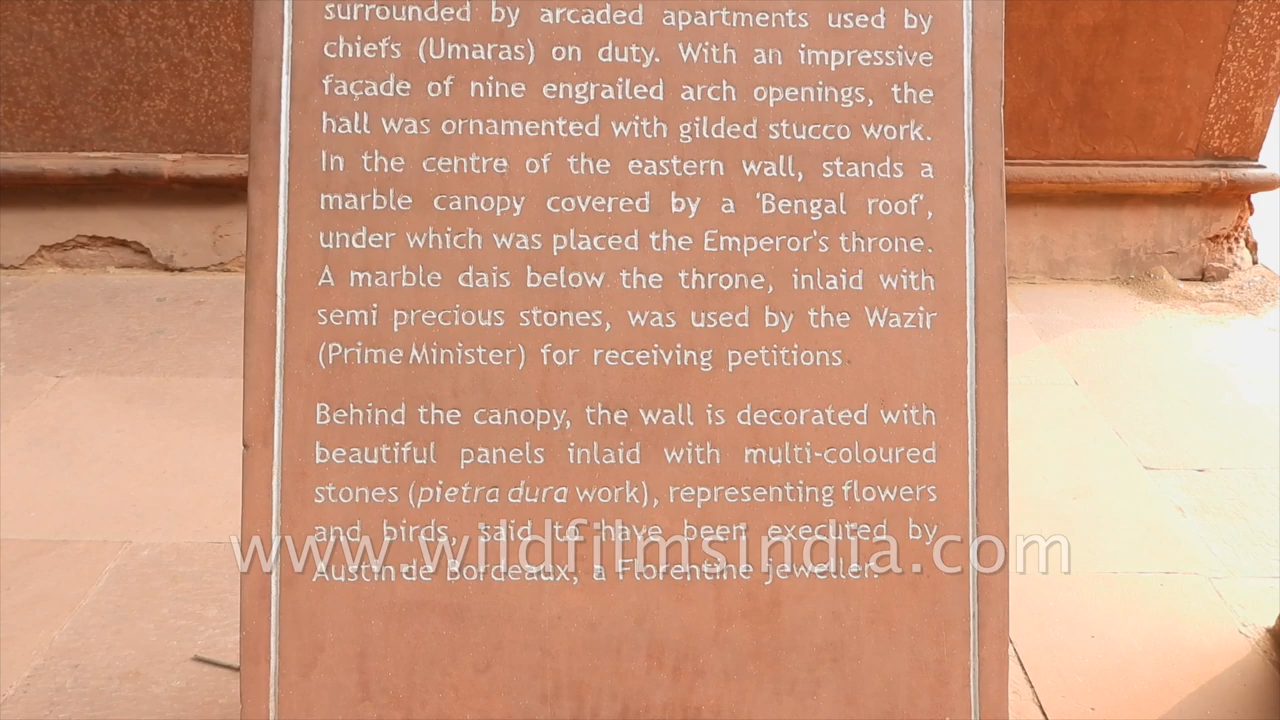 surrounded by arcaded apartments used by
chiefs (Umaras) on duty. With an impressive
façade of nine engrailed arch openings, the
hall was ornamented with gilded stucco work.
In the centre of the eastern wall, stands a
marble canopy covered by a 'Bengal roof',
under which was placed the Emperor's throne.
A marble dais below the throne, inlaid with
semi precious stones, was used by the Wazir
(Prime Minister) for receiving petitions.
Behind the canopy, the wall is decorated with
beautiful panels inlaid with multi-coloured
stones (pietra dura work), representing flowers
and birds, said to have been executed by
www.wildfilmsindia.com
Austin de Bordeaux, a Florentine jeweller.